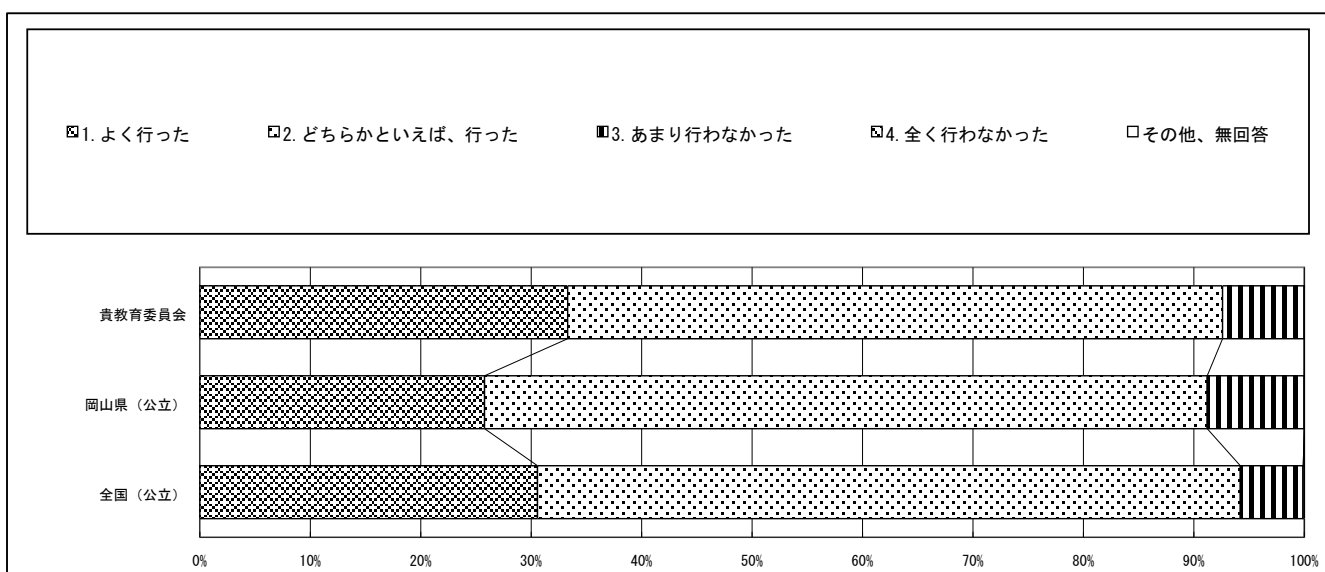 1. よく行った 2. どちらかといえば、行った 3. あまり行わなかった 4. 全く行わなかった その他、無回答
貴教育委員会
岡山県（公立）
全国（公立）
0% 10% 20% 30% 40% 50% 60% 70% 80% 90% 100%